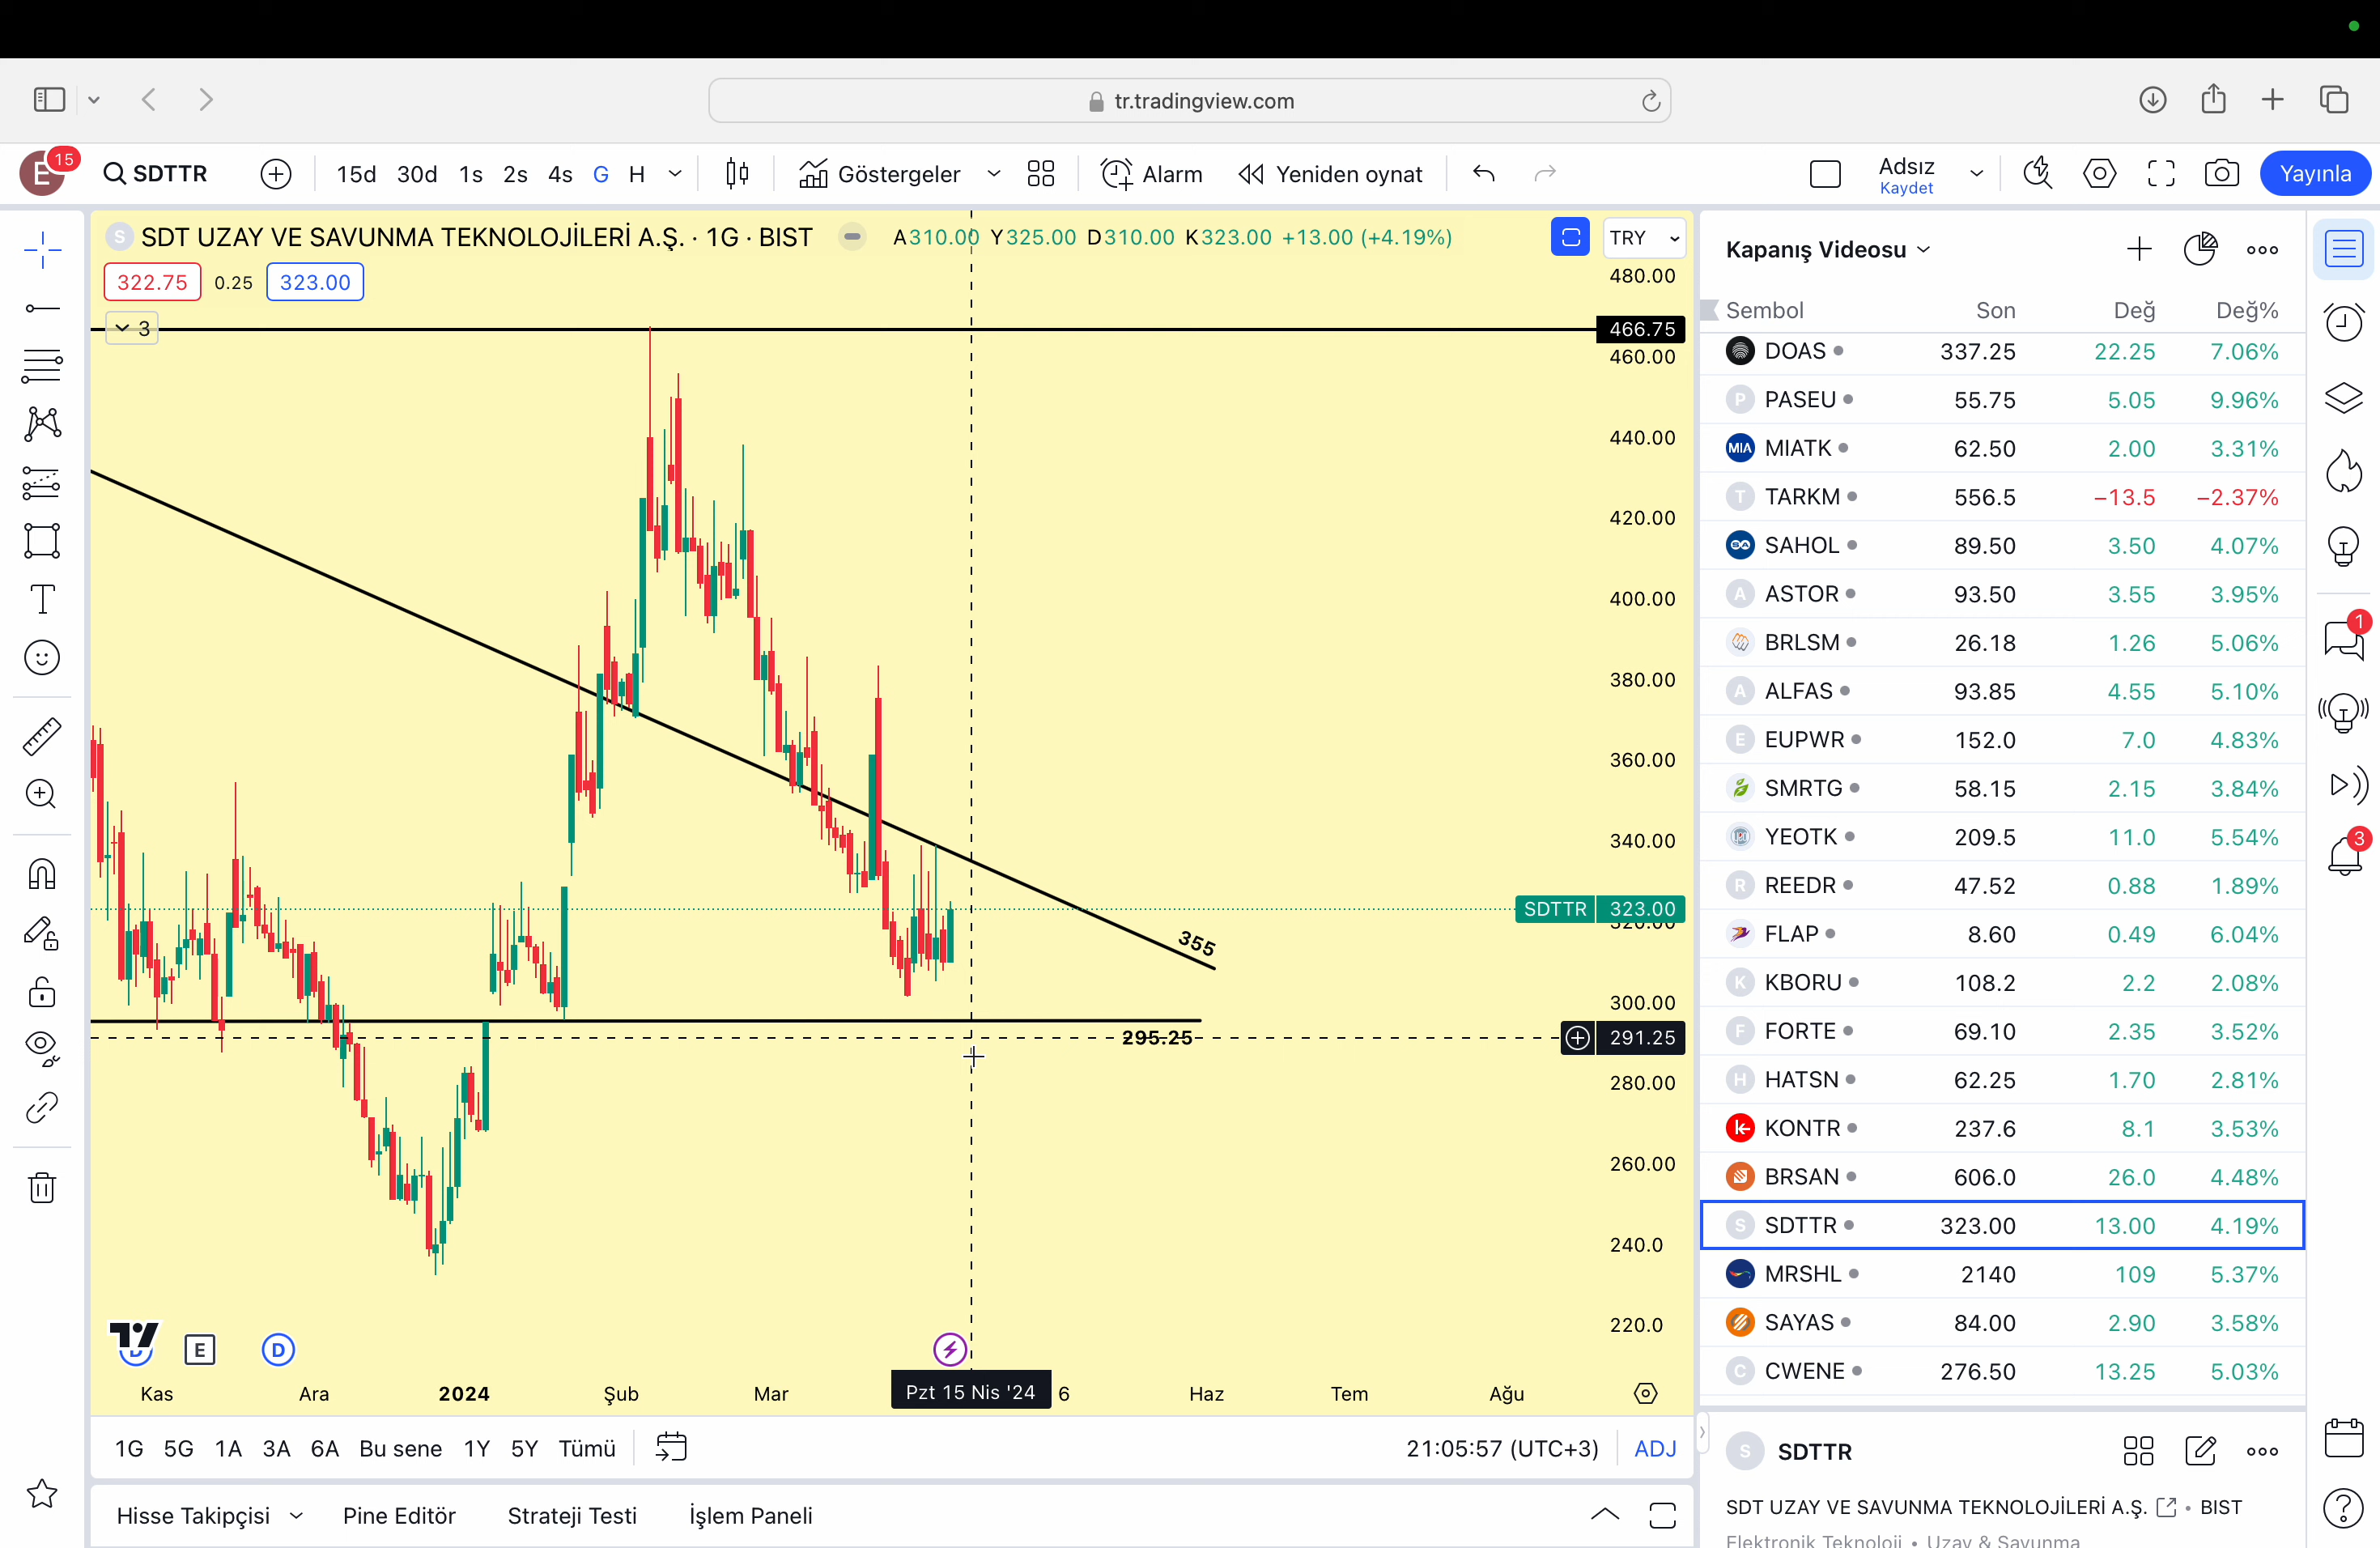 tr.tradingview.com
E 15 SDTTR 15d 30d 1s 2s 4s G H Göstergeler Alarm Yeniden oynat Adsız Kaydet Yayınla
S SDT UZAY VE SAVUNMA TEKNOLOJİLERİ A.Ş. · 1G · BIST A310.00 Y325.00 D310.00 K323.00 +13.00 (+4.19%) TRY
322.75 0.25 323.00
3
480.00
466.75
460.00
440.00
420.00
400.00
380.00
360.00
340.00
SDTTR 323.00
320.00
355
300.00
295.25
291.25
280.00
260.00
240.0
220.0
E D
Kas Ara 2024 Şub Mar Pzt 15 Nis '24 6 Haz Tem Ağu
1G 5G 1A 3A 6A Bu sene 1Y 5Y Tümü 21:05:57 (UTC+3) ADJ
Hisse Takipçisi Pine Editör Strateji Testi İşlem Paneli
Kapanış Videosu
Sembol Son Değ Değ%
DOAS 337.25 22.25 7.06%
P PASEU 55.75 5.05 9.96%
MIA MIATK 62.50 2.00 3.31%
T TARKM 556.5 −13.5 −2.37%
SA SAHOL 89.50 3.50 4.07%
A ASTOR 93.50 3.55 3.95%
BRLSM 26.18 1.26 5.06%
A ALFAS 93.85 4.55 5.10%
E EUPWR 152.0 7.0 4.83%
SMRTG 58.15 2.15 3.84%
YEOTK 209.5 11.0 5.54%
R REEDR 47.52 0.88 1.89%
FLAP 8.60 0.49 6.04%
K KBORU 108.2 2.2 2.08%
F FORTE 69.10 2.35 3.52%
H HATSN 62.25 1.70 2.81%
KONTR 237.6 8.1 3.53%
BRSAN 606.0 26.0 4.48%
S SDTTR 323.00 13.00 4.19%
MRSHL 2140 109 5.37%
SAYAS 84.00 2.90 3.58%
C CWENE 276.50 13.25 5.03%
S SDTTR
SDT UZAY VE SAVUNMA TEKNOLOJİLERİ A.Ş. • BIST
Elektronik Teknoloji • Uzay & Savunma
1
3